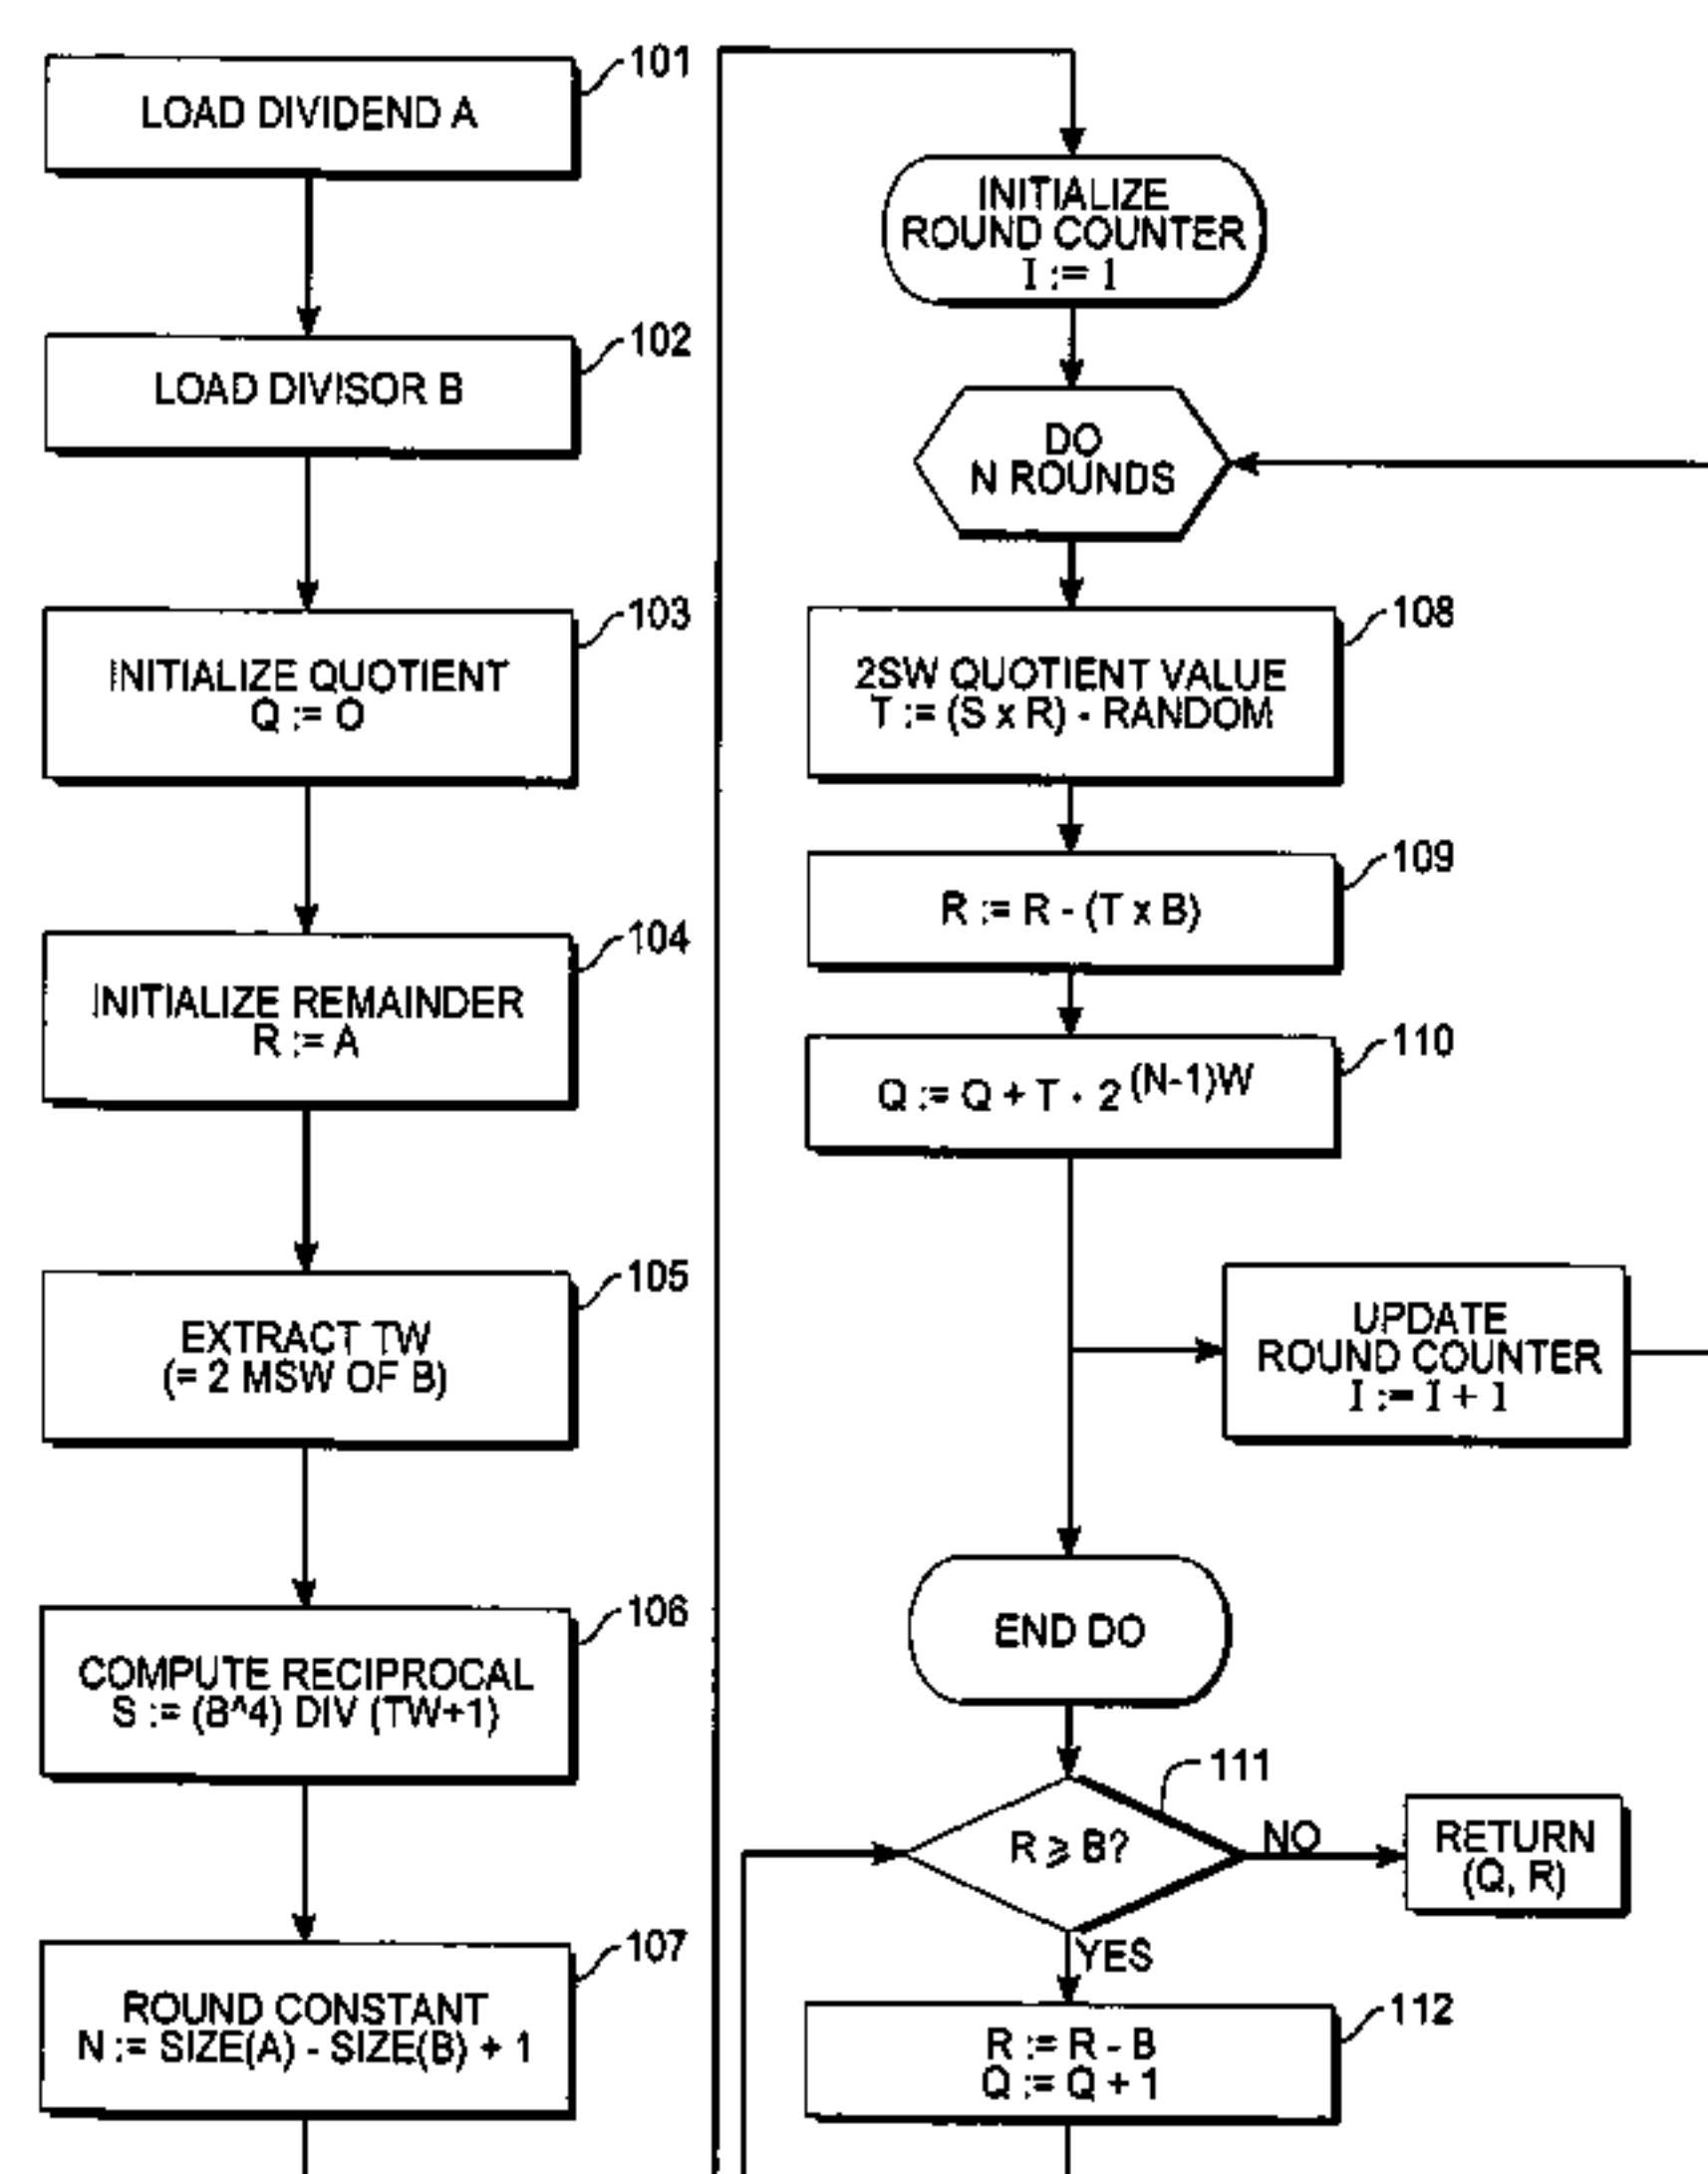 101
LOAD DIVIDEND A
102
LOAD DIVISOR B
103
INITIALIZE QUOTIENT
Q := O
104
INITIALIZE REMAINDER
R := A
105
EXTRACT TW
(= 2 MSW OF B)
106
COMPUTE RECIPROCAL
S := (8^4) DIV (TW+1)
107
ROUND CONSTANT
N := SIZE(A) - SIZE(B) + 1
INITIALIZE
ROUND COUNTER
I := 1
DO
N ROUNDS
108
2SW QUOTIENT VALUE
T := (S x R) - RANDOM
109
R := R - (T x B)
110
Q := Q + T · 2 (N-1)W
UPDATE
ROUND COUNTER
I := I + 1
END DO
111
R ≥ B?
NO
RETURN
(Q, R)
YES
112
R := R - B
Q := Q + 1